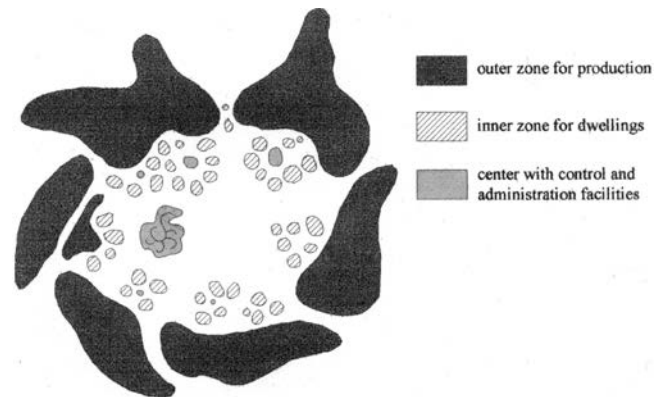 outer zone for production
inner zone for dwellings
center with control and
administration facilities